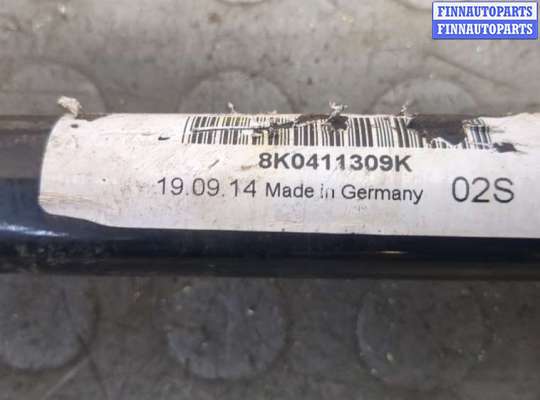 FINNAUTOPARTS
FINNAUTOPARTS
8K0411309K
19.09.14 Made in Germany 02S